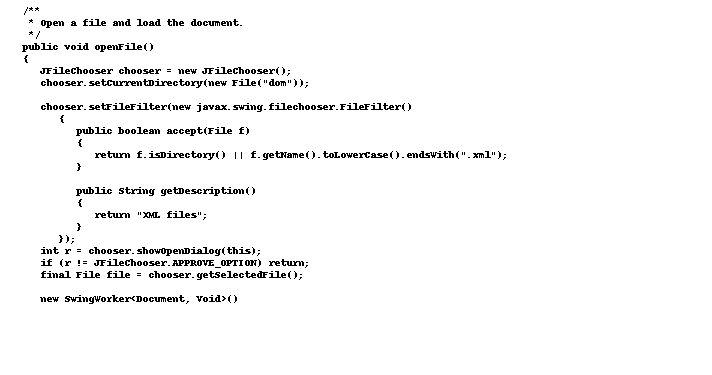 /**
 * Open a file and load the document.
 */
public void openFile()
{
   JFileChooser chooser = new JFileChooser();
   chooser.setCurrentDirectory(new File("dom"));

   chooser.setFileFilter(new javax.swing.filechooser.FileFilter()
      {
         public boolean accept(File f)
         {
            return f.isDirectory() || f.getName().toLowerCase().endsWith(".xml");
         }

         public String getDescription()
         {
            return "XML files";
         }
      });
   int r = chooser.showOpenDialog(this);
   if (r != JFileChooser.APPROVE_OPTION) return;
   final File file = chooser.getSelectedFile();

   new SwingWorker<Document, Void>()